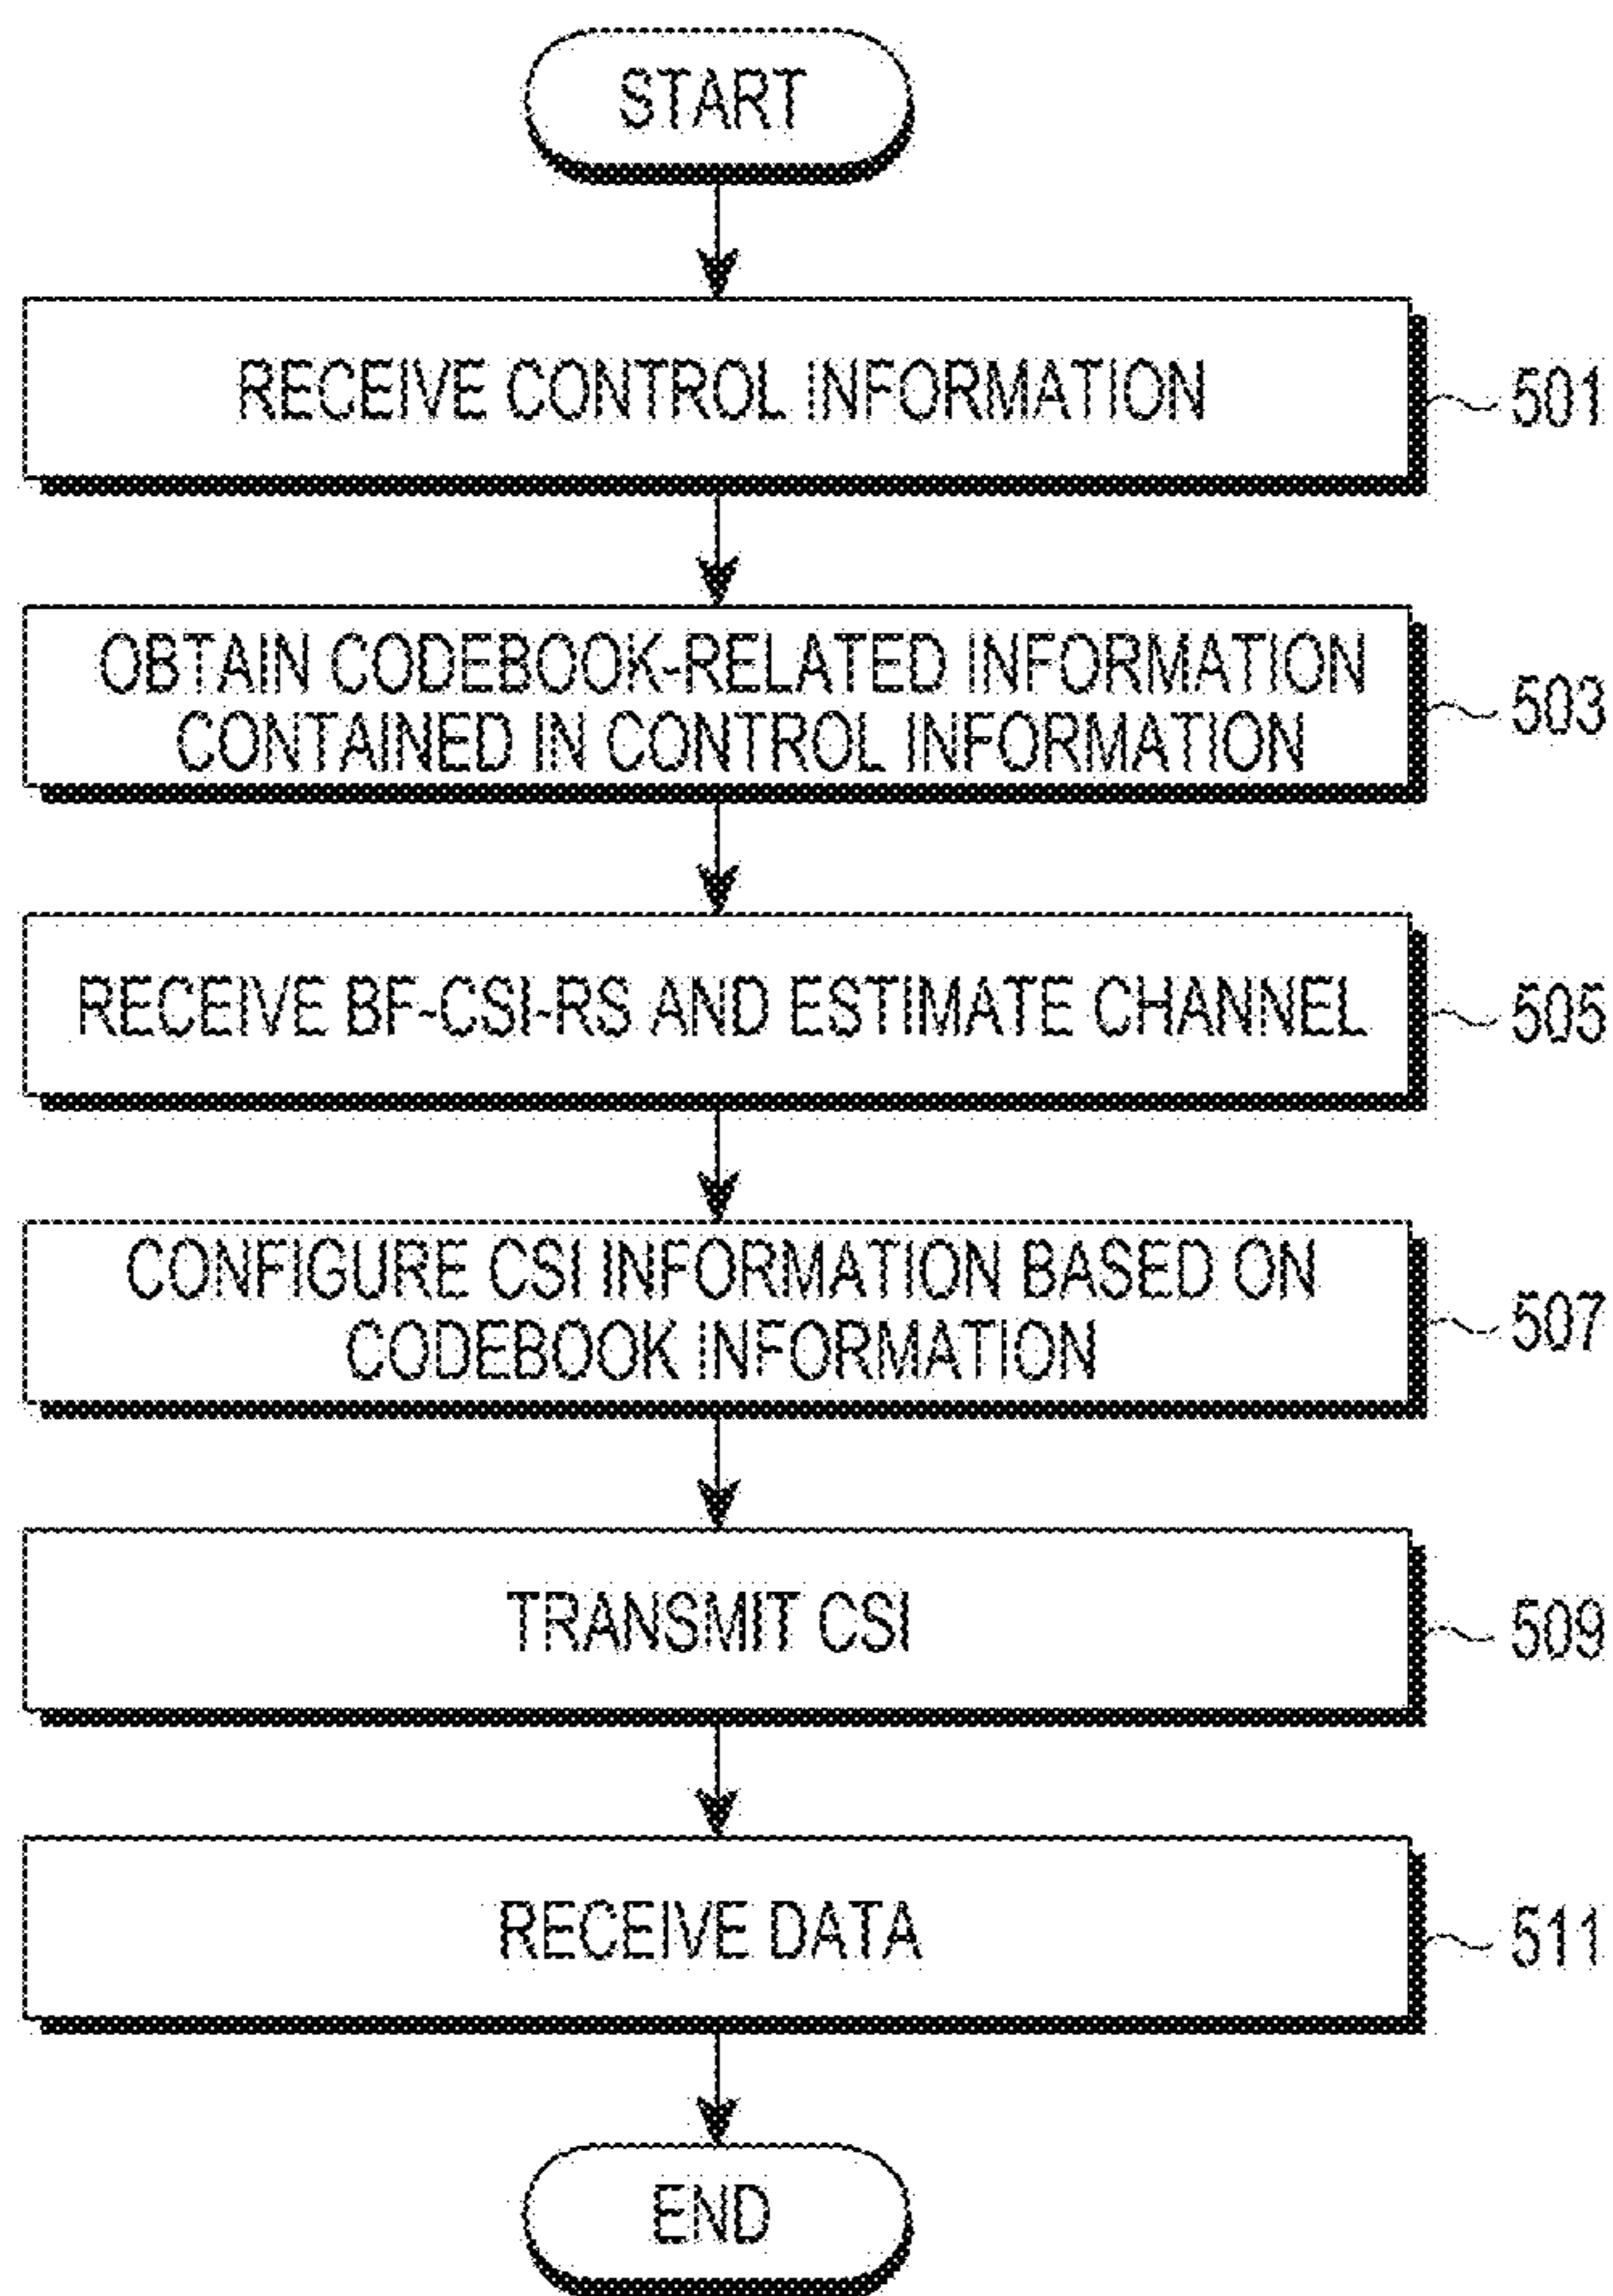 START
RECEIVE CONTROL INFORMATION
501
OBTAIN CODEBOOK-RELATED INFORMATION
CONTAINED IN CONTROL INFORMATION
503
RECEIVE BF-CSI-RS AND ESTIMATE CHANNEL
505
CONFIGURE CSI INFORMATION BASED ON
CODEBOOK INFORMATION
507
TRANSMIT CSI
509
RECEIVE DATA
511
END